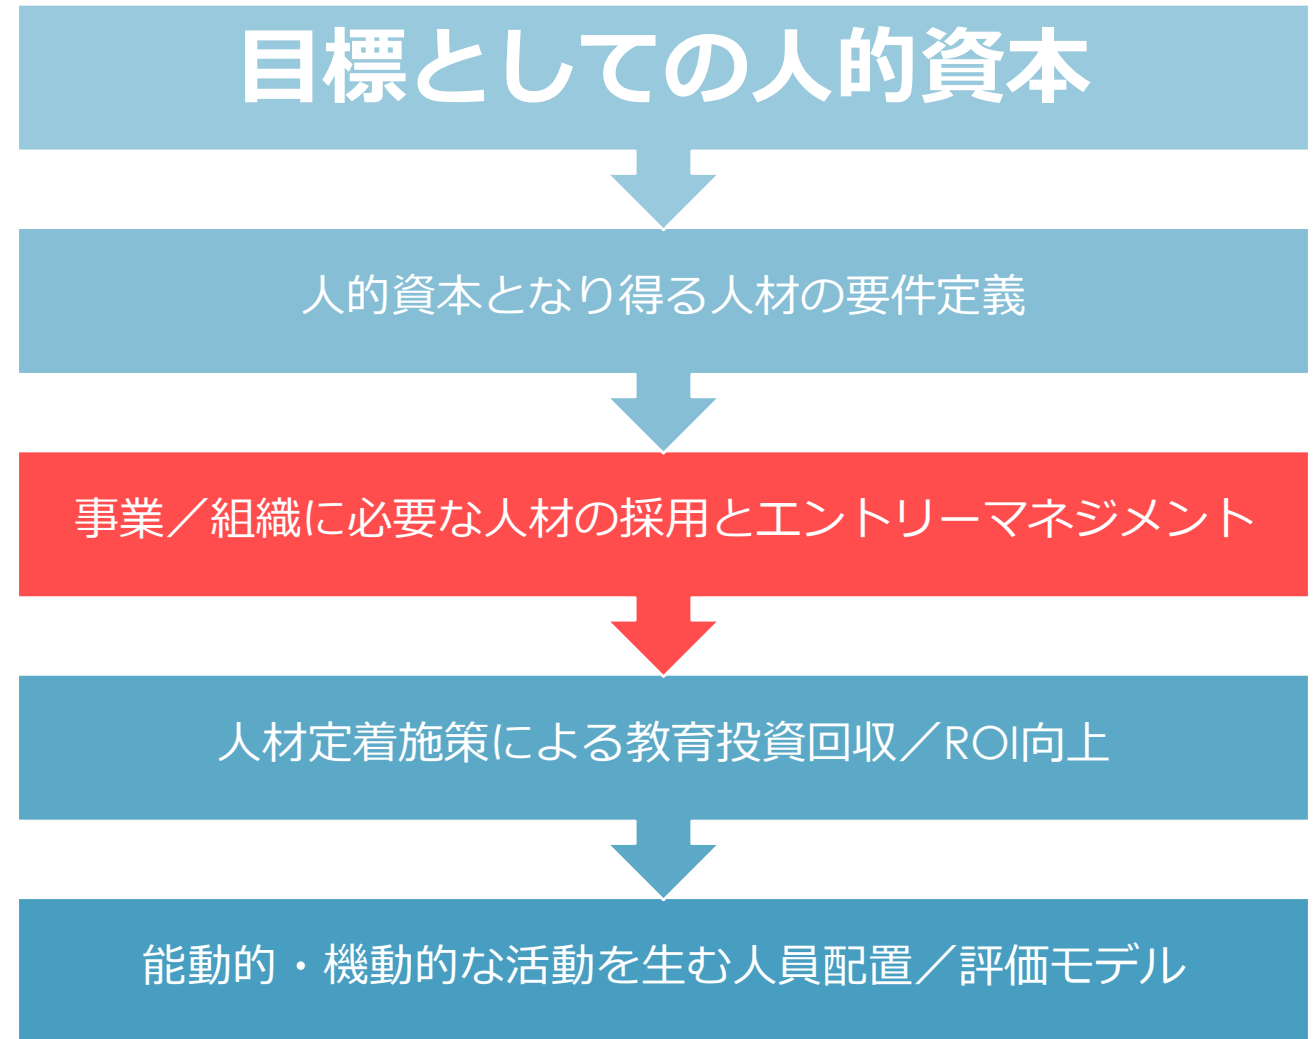 目標としての人的資本
人的資本となり得る人材の要件定義
事業／組織に必要な人材の採用とエントリーマネジメント
人材定着施策による教育投資回収／ROI向上
能動的・機動的な活動を生む人員配置／評価モデル